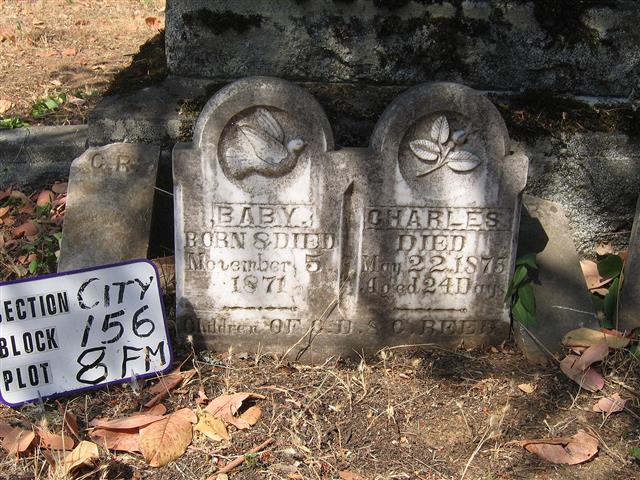 C.R.
BABY.
BORN & DIED
November 5
1871
CHARLES
DIED
May 22 1875
Aged 24 Days
Children OF C.D. & C. REED
SECTION CITY
BLOCK 156
PLOT 8 FM